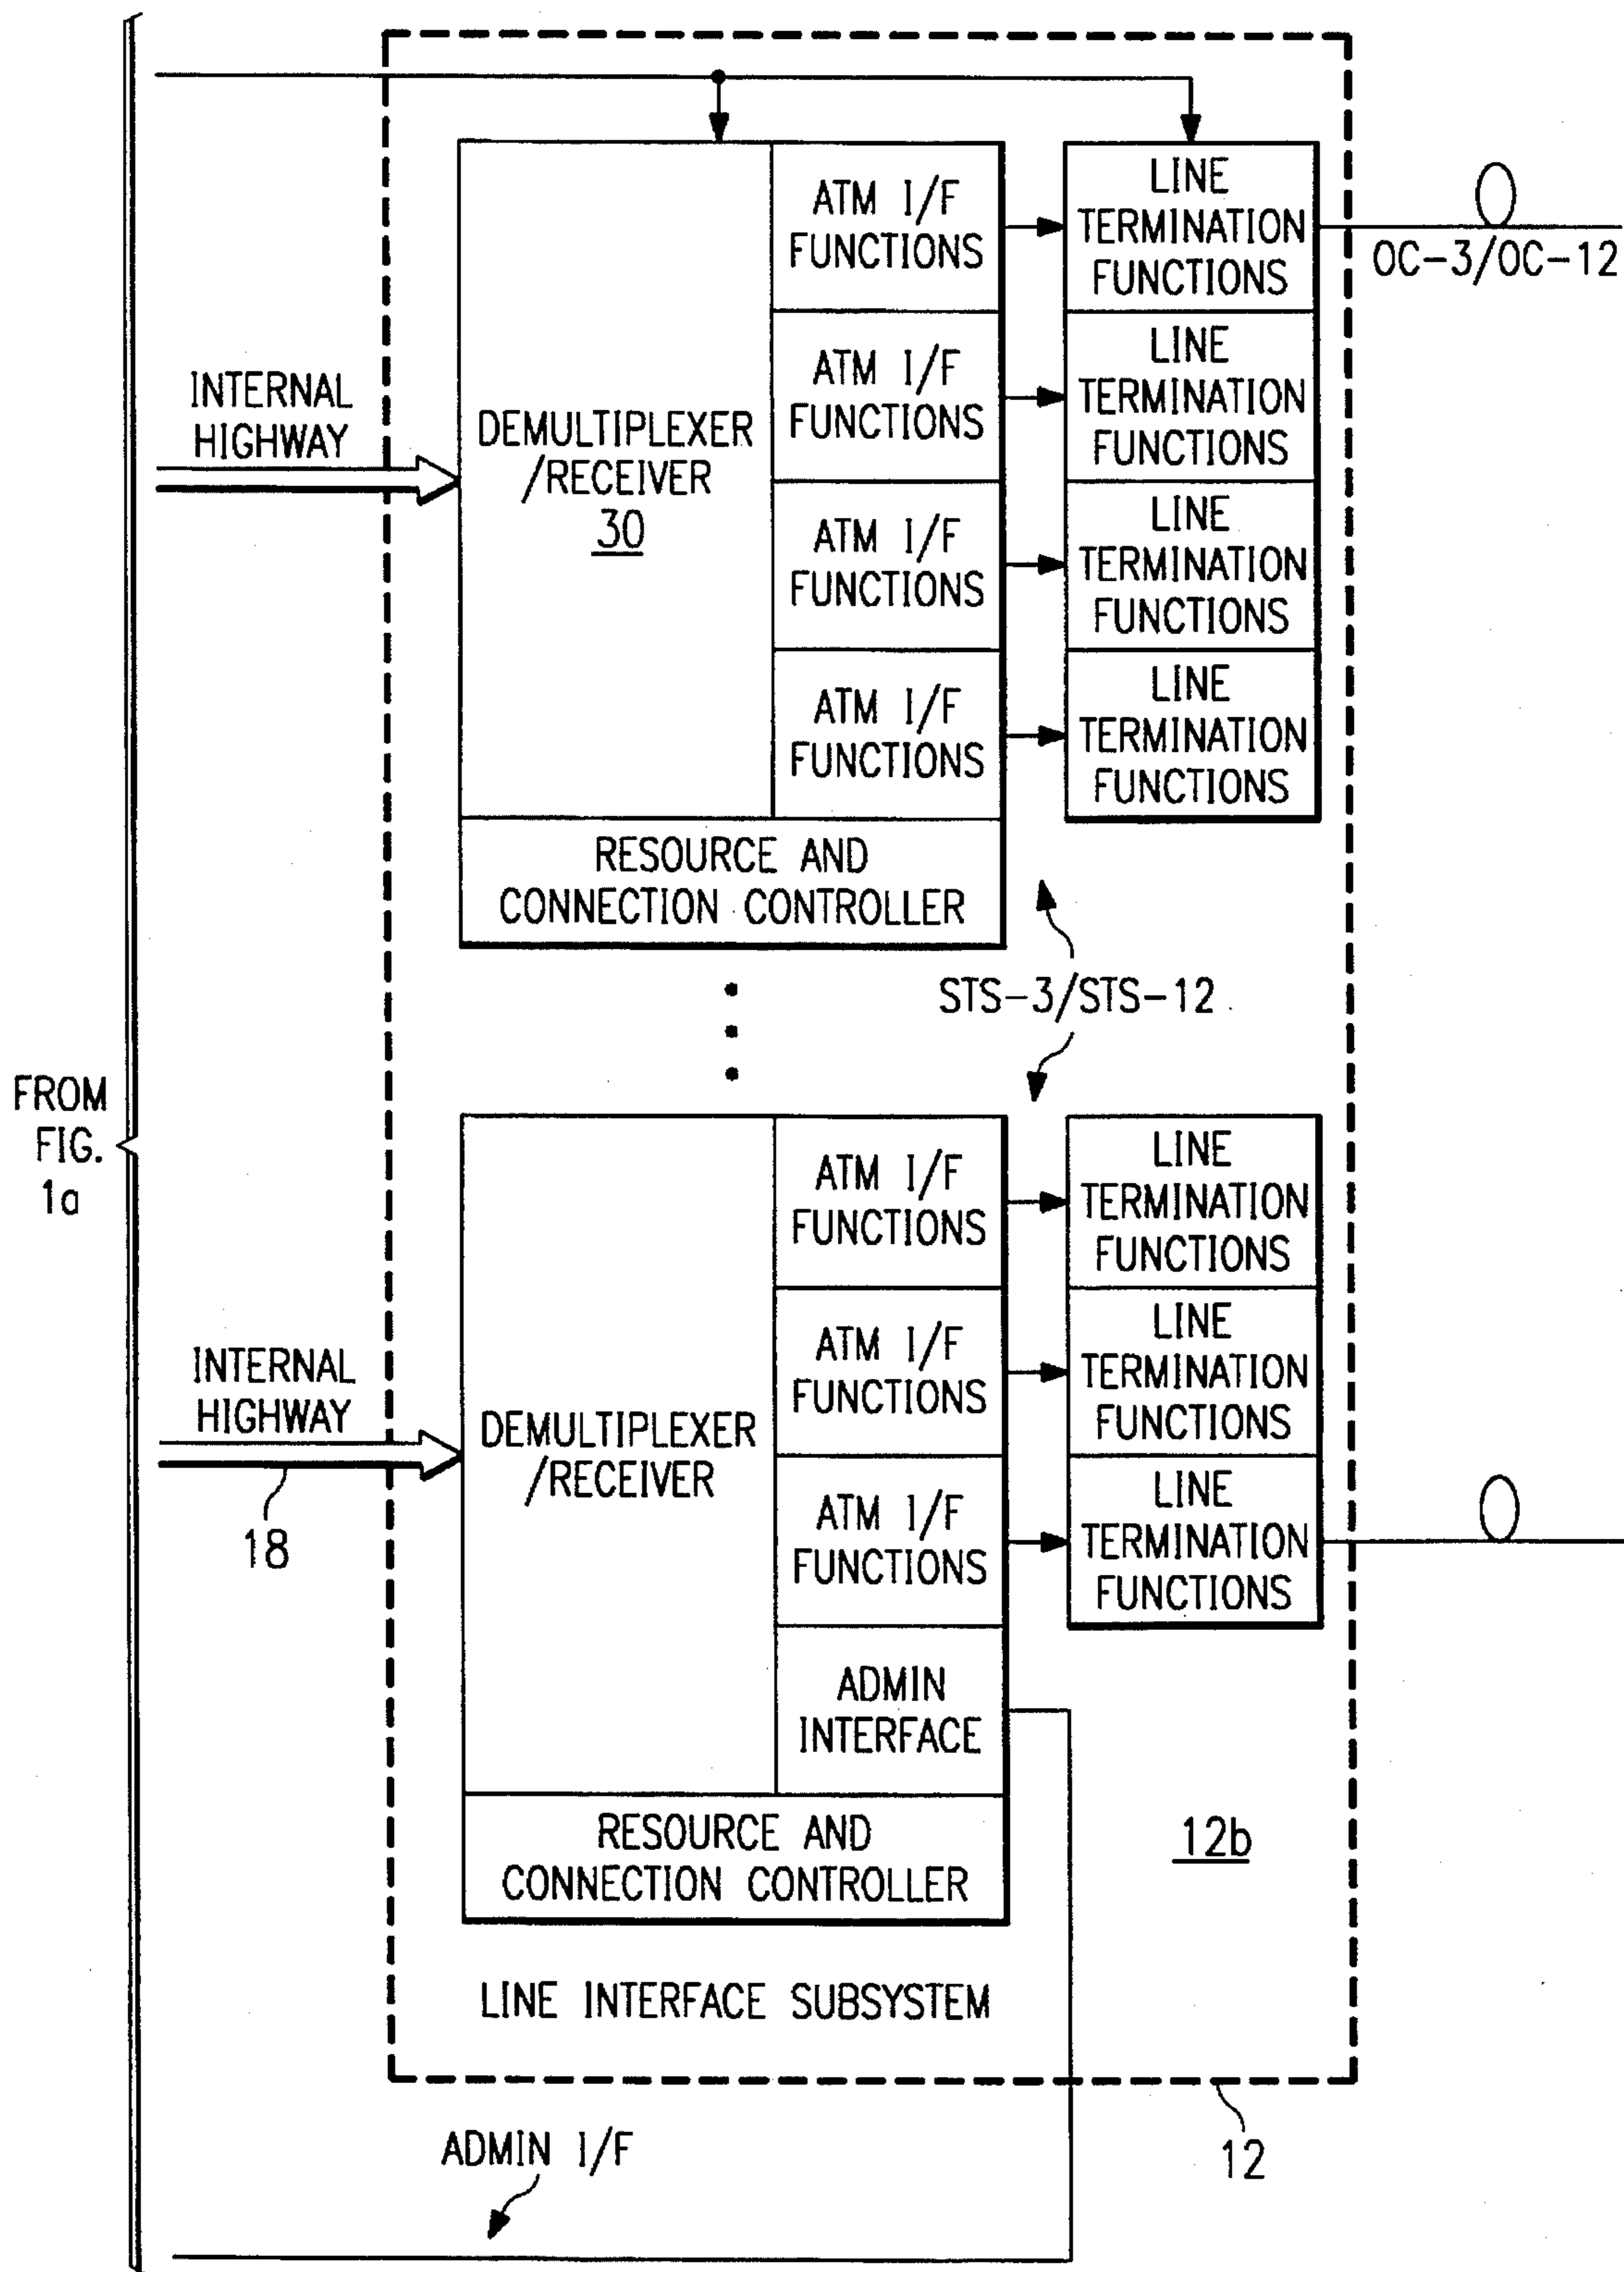 ATM I/F
FUNCTIONS
LINE
TERMINATION
FUNCTIONS
OC-3/OC-12
INTERNAL
HIGHWAY
DEMULTIPLEXER
/RECEIVER
30
ATM I/F
FUNCTIONS
LINE
TERMINATION
FUNCTIONS
ATM I/F
FUNCTIONS
LINE
TERMINATION
FUNCTIONS
ATM I/F
FUNCTIONS
LINE
TERMINATION
FUNCTIONS
RESOURCE AND
CONNECTION CONTROLLER
STS-3/STS-12
FROM
FIG.
1a
ATM I/F
FUNCTIONS
LINE
TERMINATION
FUNCTIONS
INTERNAL
HIGHWAY
18
DEMULTIPLEXER
/RECEIVER
ATM I/F
FUNCTIONS
LINE
TERMINATION
FUNCTIONS
ATM I/F
FUNCTIONS
LINE
TERMINATION
FUNCTIONS
ADMIN
INTERFACE
RESOURCE AND
CONNECTION CONTROLLER
12b
LINE INTERFACE SUBSYSTEM
12
ADMIN I/F